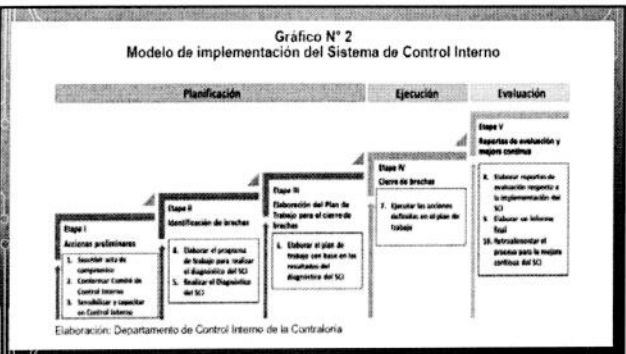 Gráfico N° 2
Modelo de implementación del Sistema de Control Interno
Planificación
Ejecución
Evaluación
Etapa I
Acciones preliminares
1. Suscribir acta de
compromiso
2. Conformar Comité de
Control Interno
3. Sensibilizar y capacitar
en Control Interno
Etapa II
Identificación de brechas
4. Elaborar el programa
de trabajo para realizar
el diagnóstico del SCI
5. Realizar el Diagnóstico
del SCI
Etapa III
Elaboración del Plan de
Trabajo para el cierre de
brechas
6. Elaborar el plan de
trabajo con base en los
resultados del
diagnóstico del SCI
Etapa IV
Cierre de brechas
7. Ejecutar las acciones
definidas en el plan de
trabajo
Etapa V
Reportes de evaluación y
mejora continua
8. Elaborar reportes de
evaluación respecto a
la implementación del
SCI
9. Elaborar un informe
final
10. Retroalimentar el
proceso para la mejora
continua del SCI
Elaboración: Departamento de Control Interno de la Contraloría